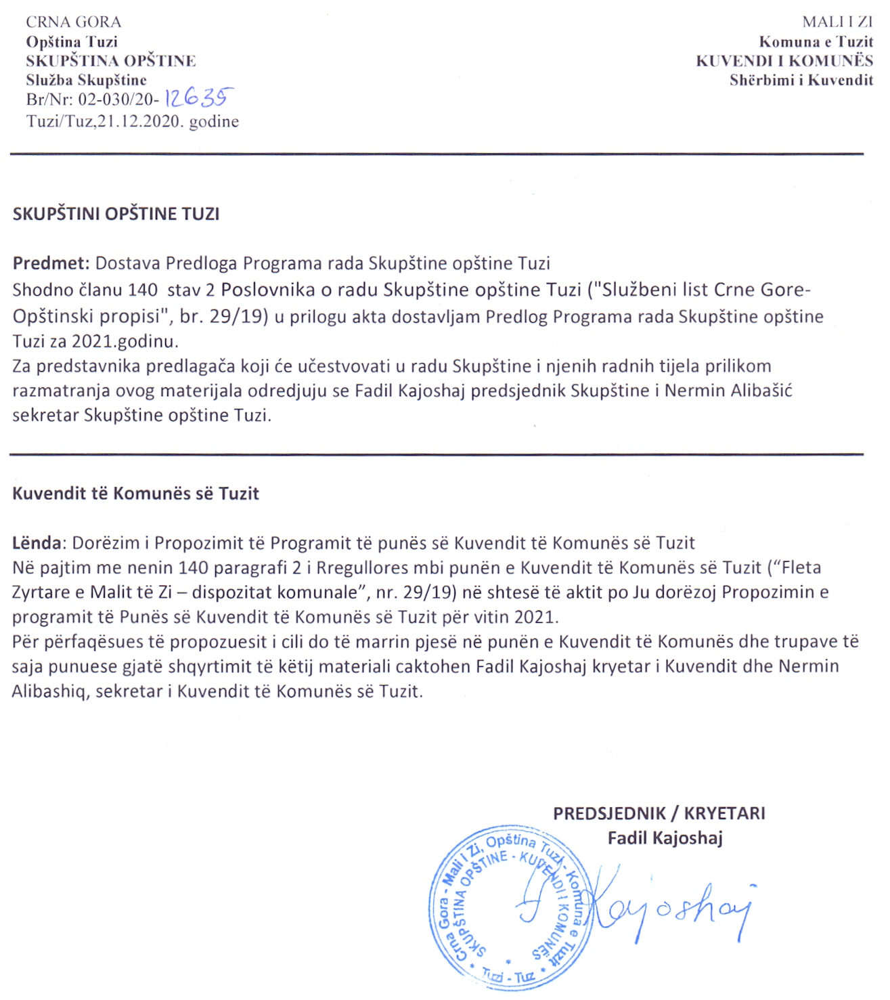 CRNA GORA
Opština Tuzi
SKUPŠTINA OPŠTINE
Služba Skupštine
Br/Nr: 02-030/20- 12635
Tuzi/Tuz,21.12.2020. godine
MALI I ZI
Komuna e Tuzit
KUVENDI I KOMUNËS
Shërbimi i Kuvendit
SKUPŠTINI OPŠTINE TUZI
Predmet: Dostava Predloga Programa rada Skupštine opštine Tuzi
Shodno članu 140 stav 2 Poslovnika o radu Skupštine opštine Tuzi ("Službeni list Crne Gore-
Opštinski propisi", br. 29/19) u prilogu akta dostavljam Predlog Programa rada Skupštine opštine
Tuzi za 2021.godinu.
Za predstavnika predlagača koji će učestvovati u radu Skupštine i njenih radnih tijela prilikom
razmatranja ovog materijala odredjuju se Fadil Kajoshaj predsjednik Skupštine i Nermin Alibašić
sekretar Skupštine opštine Tuzi.
Kuvendit të Komunës së Tuzit
Lënda: Dorëzim i Propozimit të Programit të punës së Kuvendit të Komunës së Tuzit
Në pajtim me nenin 140 paragrafi 2 i Rregullores mbi punën e Kuvendit të Komunës së Tuzit (“Fleta
Zyrtare e Malit të Zi – dispozitat komunale”, nr. 29/19) në shtesë të aktit po Ju dorëzoj Propozimin e
programit të Punës së Kuvendit të Komunës së Tuzit për vitin 2021.
Për përfaqësues të propozuesit i cili do të marrin pjesë në punën e Kuvendit të Komunës dhe trupave të
saja punuese gjatë shqyrtimit të këtij materiali caktohen Fadil Kajoshaj kryetar i Kuvendit dhe Nermin
Alibashiq, sekretar i Kuvendit të Komunës së Tuzit.
PREDSJEDNIK / KRYETARI
Fadil Kajoshaj
Crna Gora - Mali i Zi, Opština Tuzi - Komuna e Tuzit
SKUPŠTINA OPŠTINE - KUVENDI I KOMUNËS
Tuzi - Tuz
Kajoshaj